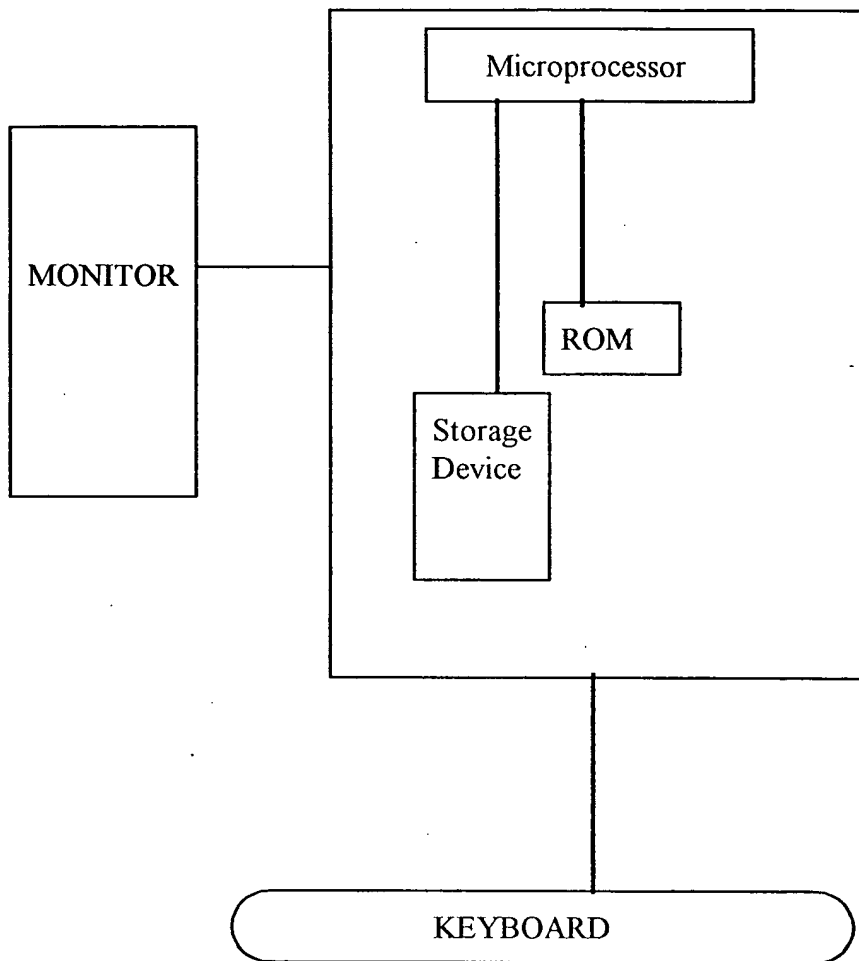 Microprocessor
MONITOR
ROM
Storage
Device
KEYBOARD